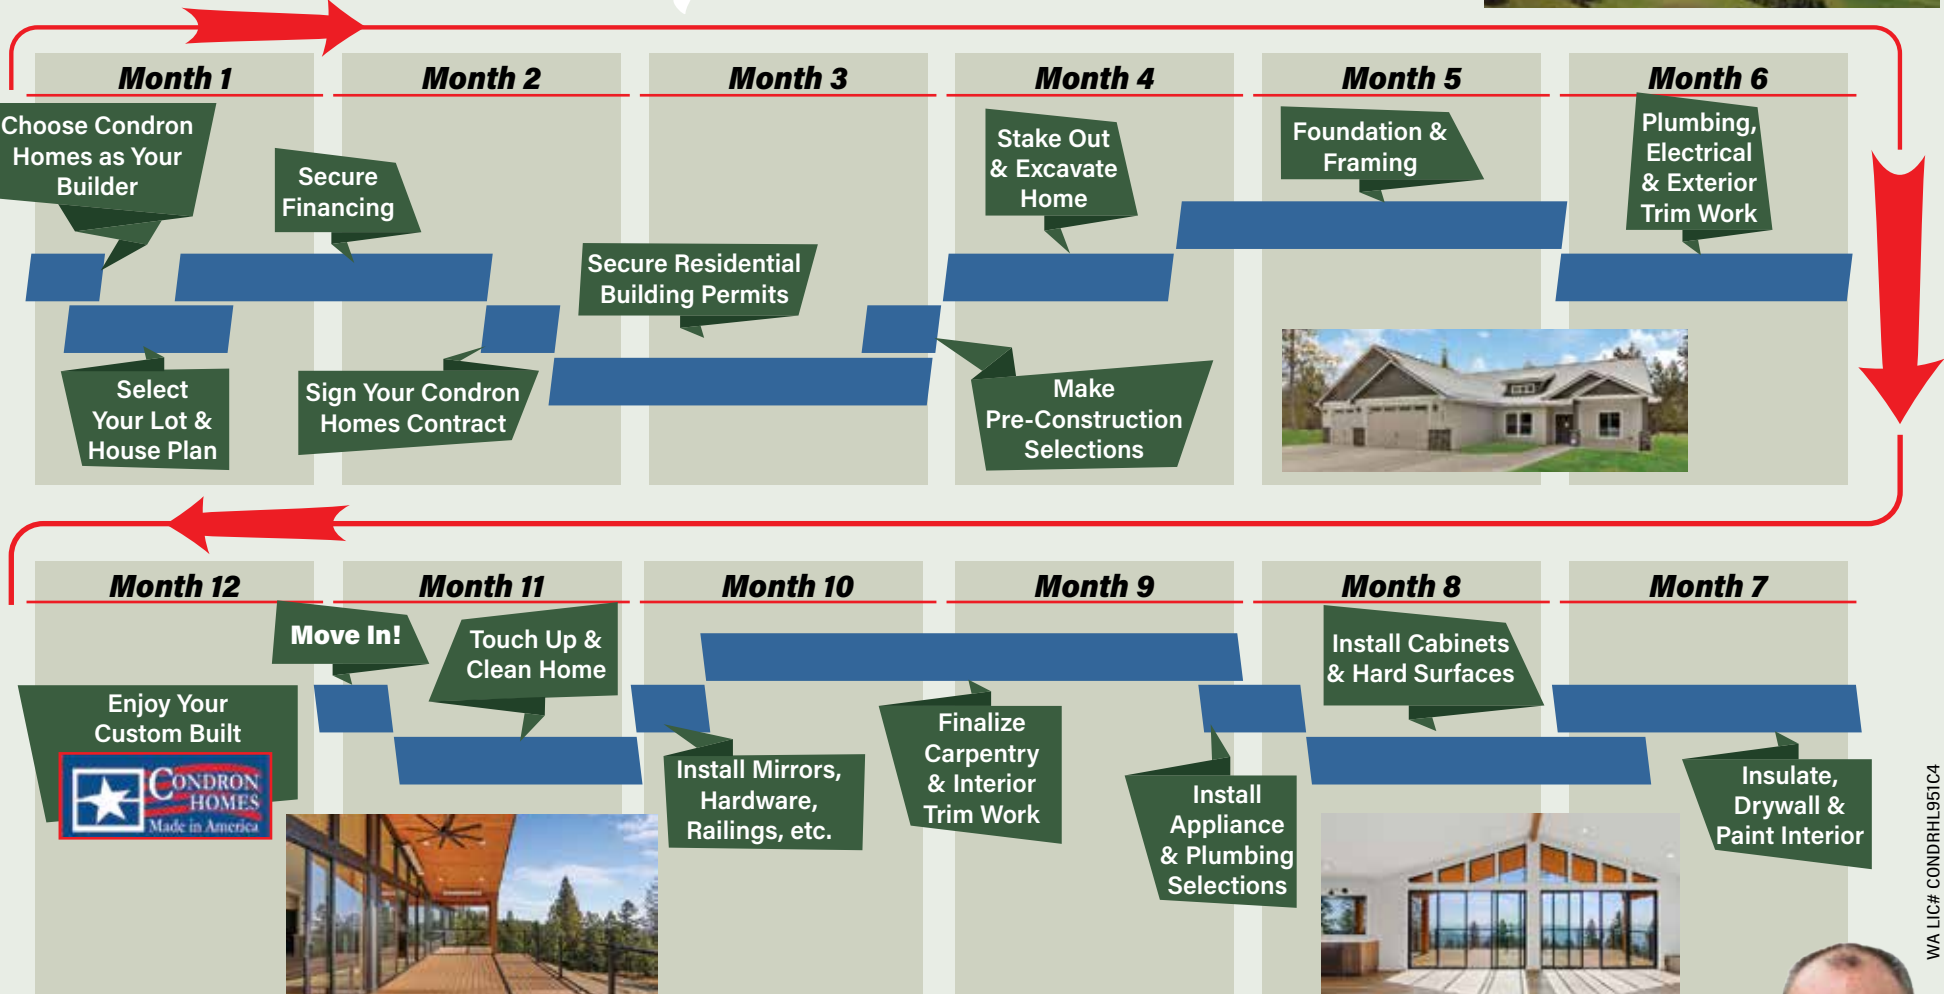 Month 1
Month 2
Month 3
Month 4
Month 5
Month 6
Choose Condron
Homes as Your
Builder
Select
Your Lot &
House Plan
Secure
Financing
Sign Your Condron
Homes Contract
Secure Residential
Building Permits
Make
Pre-Construction
Selections
Stake Out
& Excavate
Home
Foundation &
Framing
Plumbing,
Electrical
& Exterior
Trim Work
Month 12
Month 11
Month 10
Month 9
Month 8
Month 7
Insulate,
Drywall &
Paint Interior
Install Cabinets
& Hard Surfaces
Install
Appliance
& Plumbing
Selections
Finalize
Carpentry
& Interior
Trim Work
Install Mirrors,
Hardware,
Railings, etc.
Touch Up &
Clean Home
Move In!
Enjoy Your
Custom Built
CONDRON
HOMES
Made in America
WA LIC# CONDRHL951C4